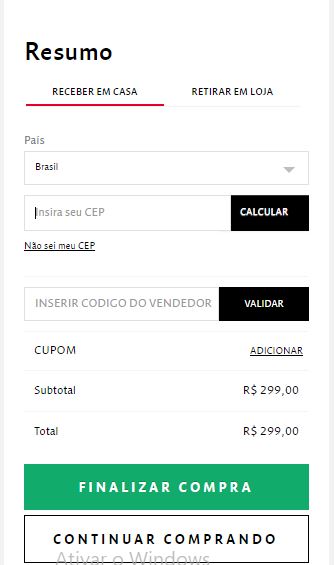 Resumo
RECEBER EM CASA RETIRAR EM LOJA
País
Brasil
Insira seu CEP CALCULAR
Não sei meu CEP
INSERIR CODIGO DO VENDEDOR VALIDAR
CUPOM ADICIONAR
Subtotal R$ 299,00
Total R$ 299,00
FINALIZAR COMPRA
CONTINUAR COMPRANDO
Ativar o Windows